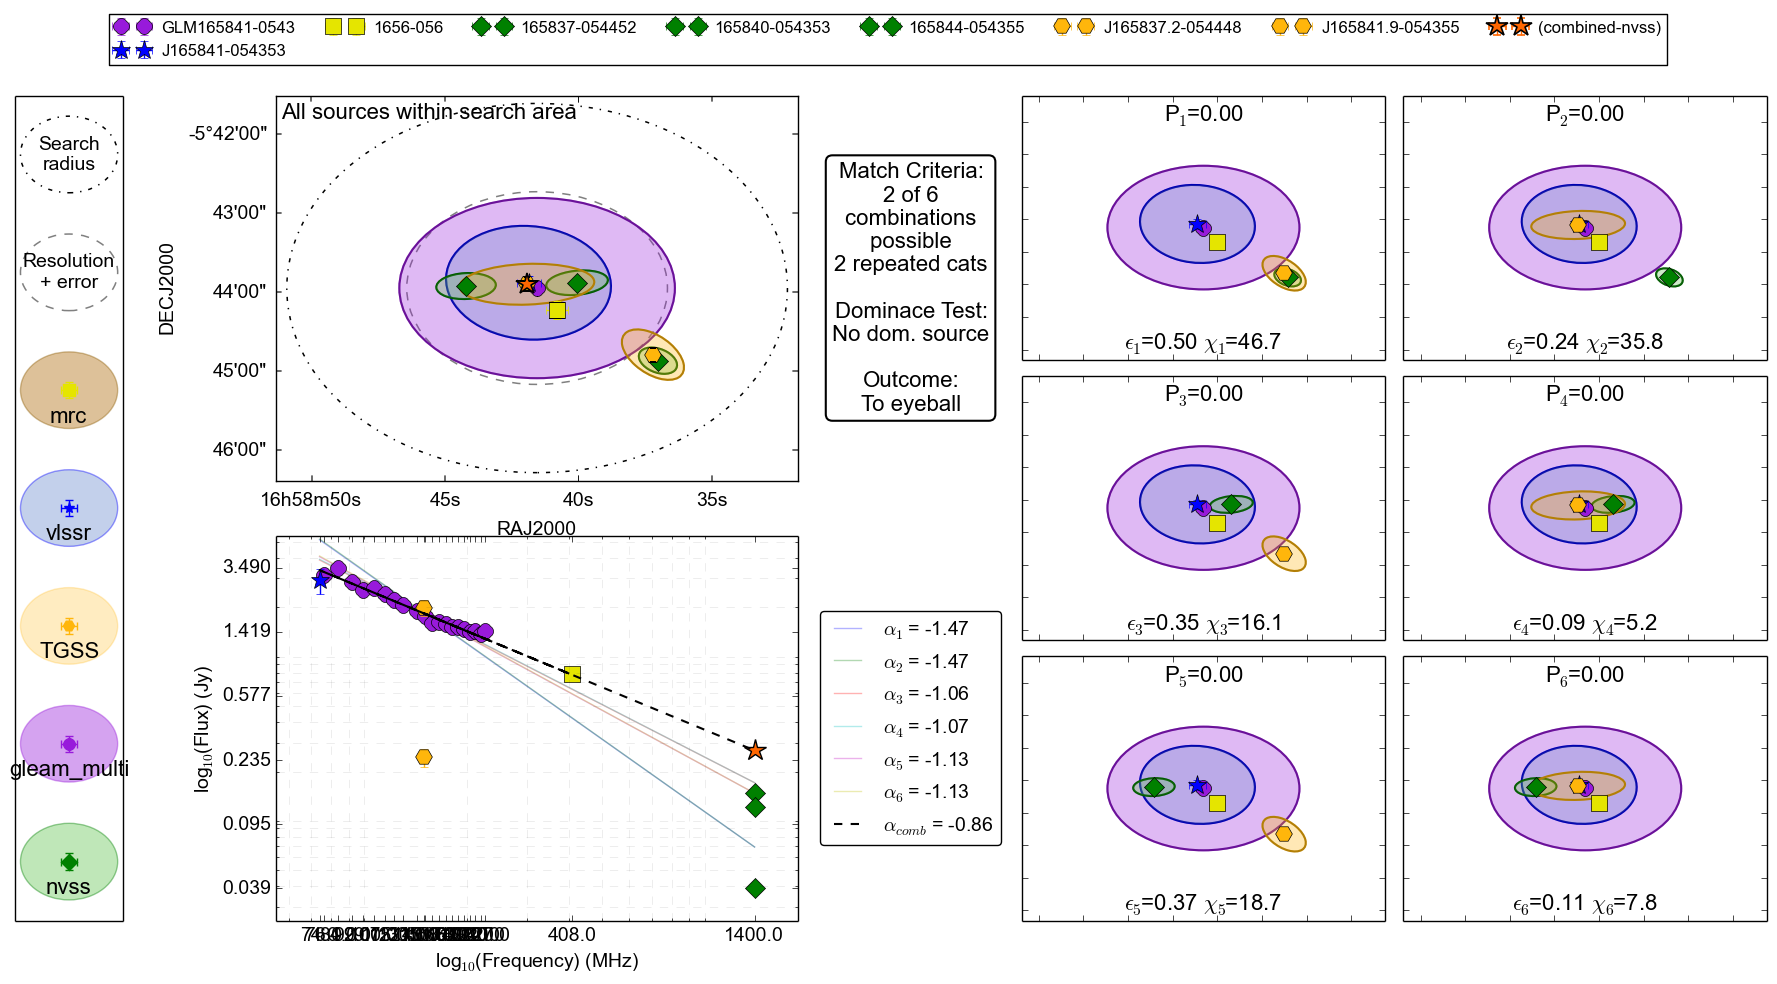 GLM165841-0543 1656-056 165837-054452 165840-054353 165844-054355 J165837.2-054448 J165841.9-054355 (combined-nvss)
J165841-054353
Search
radius
Resolution
+ error
mrc
vlssr
TGSS
gleam_multi
nvss
All sources within search area
-5°42'00"
43'00"
44'00"
45'00"
46'00"
DECJ2000
16h58m50s 45s 40s 35s
RAJ2000
Match Criteria:
2 of 6
combinations
possible
2 repeated cats
Dominace Test:
No dom. source
Outcome:
To eyeball
P1=0.00
ϵ1=0.50 χ1=46.7
P2=0.00
ϵ2=0.24 χ2=35.8
P3=0.00
ϵ3=0.35 χ3=16.1
P4=0.00
ϵ4=0.09 χ4=5.2
P5=0.00
ϵ5=0.37 χ5=18.7
P6=0.00
ϵ6=0.11 χ6=7.8
3.490
1.419
0.577
0.235
0.095
0.039
log10(Flux) (Jy)
408.0 1400.0
log10(Frequency) (MHz)
α1 = -1.47
α2 = -1.47
α3 = -1.06
α4 = -1.07
α5 = -1.13
α6 = -1.13
αcomb = -0.86